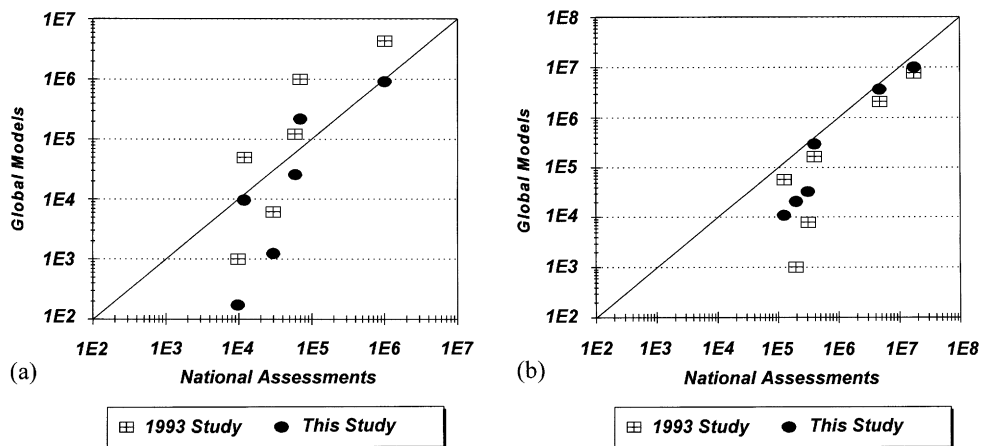 1E7
1E6
1E5
1E4
1E3
1E2
Global Models
1E2 1E3 1E4 1E5 1E6 1E7
National Assessments
(a)
1993 Study This Study
1E8
1E7
1E6
1E5
1E4
1E3
1E2
Global Models
1E2 1E3 1E4 1E5 1E6 1E7 1E8
National Assessments
(b)
1993 Study This Study